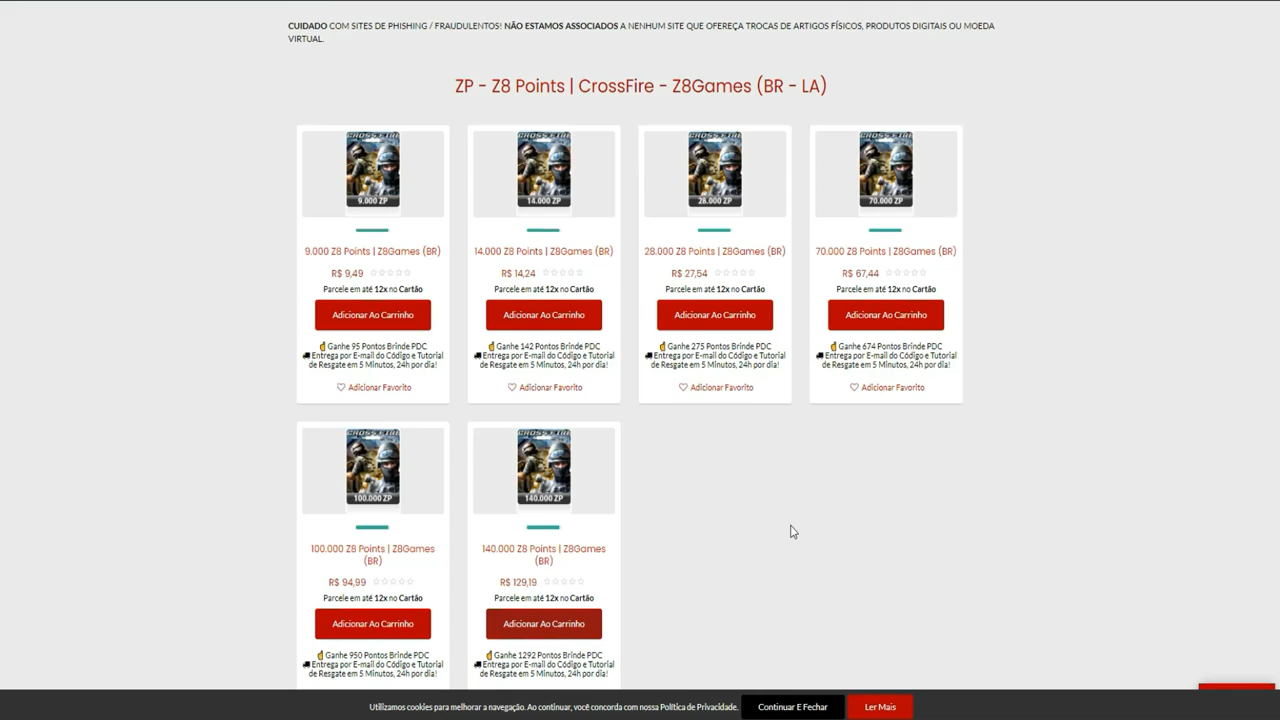 CUIDADO COM SITES DE PHISHING / FRAUDULENTOS! NÃO ESTAMOS ASSOCIADOS A NENHUM SITE QUE OFEREÇA TROCAS DE ARTIGOS FÍSICOS, PRODUTOS DIGITAIS OU MOEDA
VIRTUAL.
ZP - Z8 Points | CrossFire - Z8Games (BR - LA)
CROSSFIRE
9.000 ZP
9.000 Z8 Points | Z8Games (BR)
R$ 9,49
Parcele em até 12x no Cartão
Adicionar Ao Carrinho
Ganhe 95 Pontos Brinde PDC
Entrega por E-mail do Código e Tutorial
de Resgate em 5 Minutos, 24h por dia!
Adicionar Favorito
CROSSFIRE
14.000 ZP
14.000 Z8 Points | Z8Games (BR)
R$ 14,24
Parcele em até 12x no Cartão
Adicionar Ao Carrinho
Ganhe 142 Pontos Brinde PDC
Entrega por E-mail do Código e Tutorial
de Resgate em 5 Minutos, 24h por dia!
Adicionar Favorito
CROSSFIRE
28.000 ZP
28.000 Z8 Points | Z8Games (BR)
R$ 27,54
Parcele em até 12x no Cartão
Adicionar Ao Carrinho
Ganhe 275 Pontos Brinde PDC
Entrega por E-mail do Código e Tutorial
de Resgate em 5 Minutos, 24h por dia!
Adicionar Favorito
CROSSFIRE
70.000 ZP
70.000 Z8 Points | Z8Games (BR)
R$ 67,44
Parcele em até 12x no Cartão
Adicionar Ao Carrinho
Ganhe 674 Pontos Brinde PDC
Entrega por E-mail do Código e Tutorial
de Resgate em 5 Minutos, 24h por dia!
Adicionar Favorito
CROSSFIRE
100.000 ZP
100.000 Z8 Points | Z8Games
(BR)
R$ 94,99
Parcele em até 12x no Cartão
Adicionar Ao Carrinho
Ganhe 950 Pontos Brinde PDC
Entrega por E-mail do Código e Tutorial
de Resgate em 5 Minutos, 24h por dia!
CROSSFIRE
140.000 ZP
140.000 Z8 Points | Z8Games
(BR)
R$ 129,19
Parcele em até 12x no Cartão
Adicionar Ao Carrinho
Ganhe 1292 Pontos Brinde PDC
Entrega por E-mail do Código e Tutorial
de Resgate em 5 Minutos, 24h por dia!
Utilizamos cookies para melhorar a navegação. Ao continuar, você concorda com nossa Política de Privacidade.
Continuar E Fechar
Ler Mais